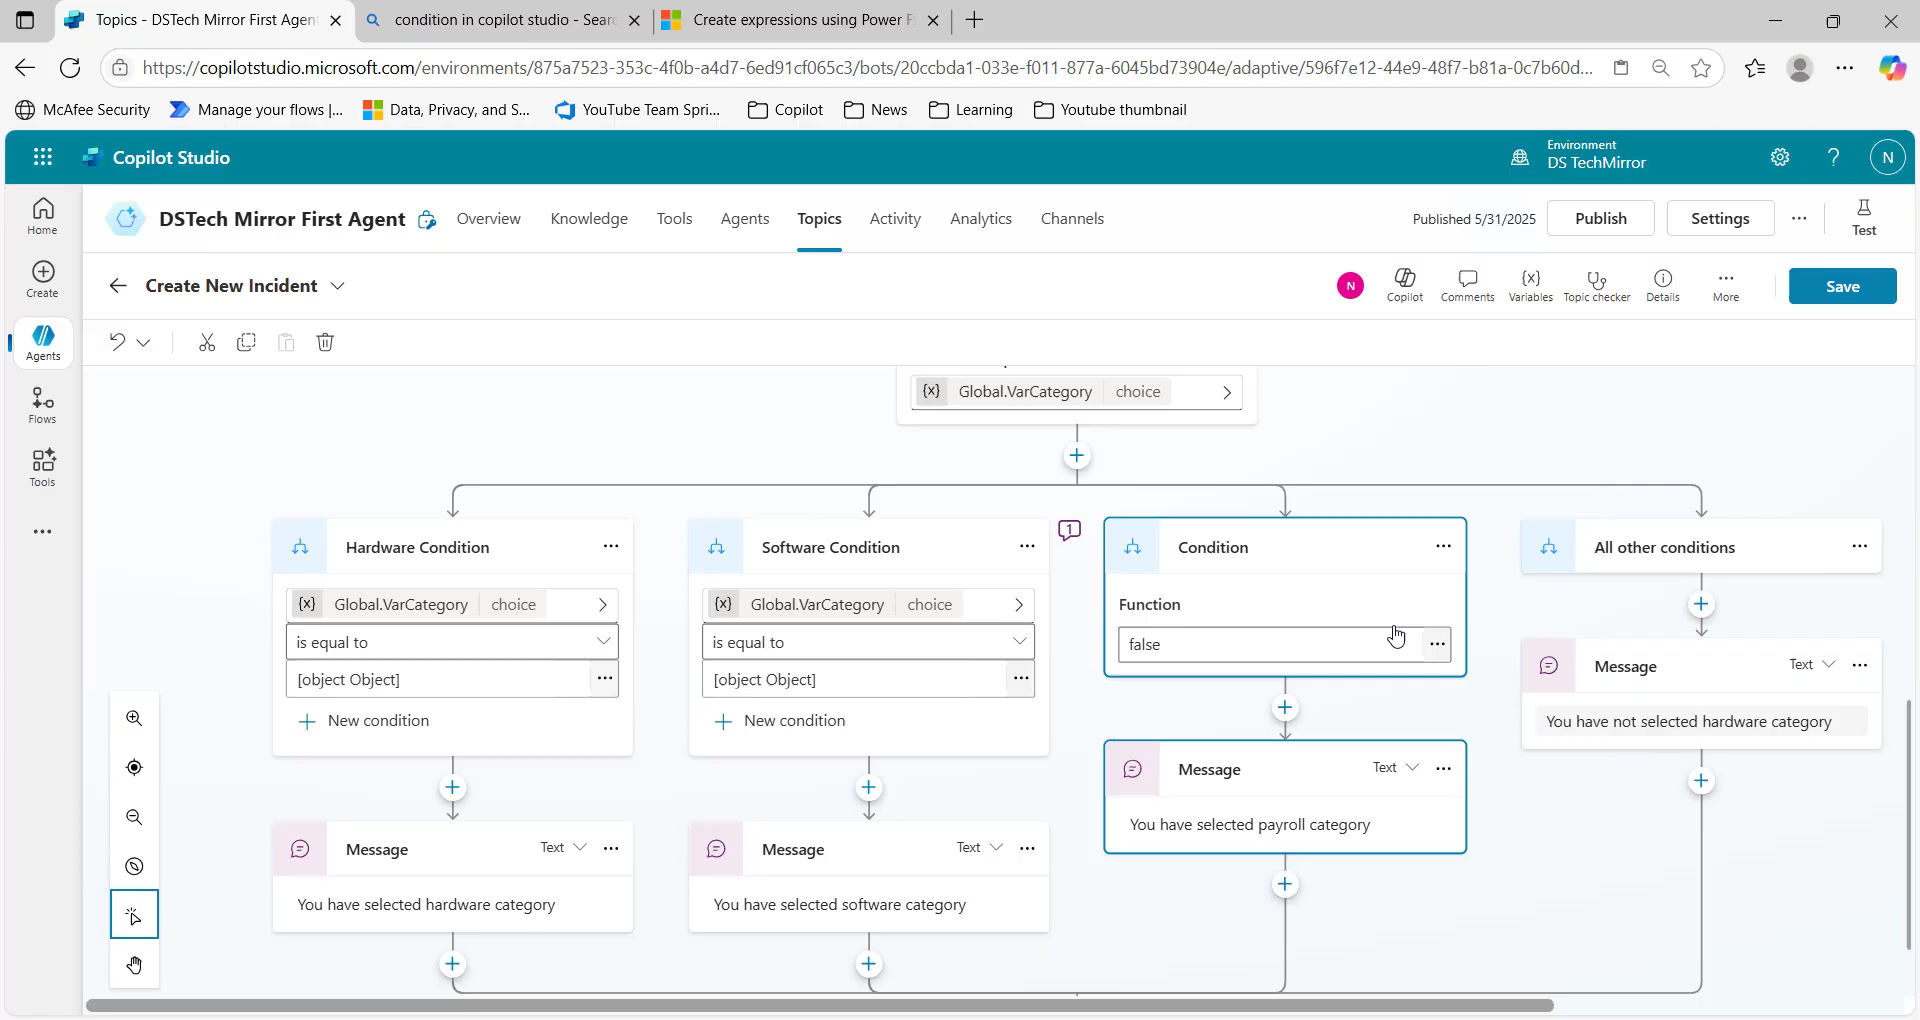 Topics - DSTech Mirror First Agen
condition in copilot studio - Searc
Create expressions using Power F
https://copilotstudio.microsoft.com/environments/875a7523-353c-4f0b-a4d7-6ed91cf065c3/bots/20ccbda1-033e-f011-877a-6045bd73904e/adaptive/596f7e12-44e9-48f7-b81a-0c7b60d...
McAfee Security
Manage your flows |...
Data, Privacy, and S...
YouTube Team Spri...
Copilot
News
Learning
Youtube thumbnail
Copilot Studio
Environment
DS TechMirror
?
N
Home
Create
Agents
Flows
Tools
DSTech Mirror First Agent
Overview
Knowledge
Tools
Agents
Topics
Activity
Analytics
Channels
Published 5/31/2025
Publish
Settings
Test
Create New Incident
N
Copilot
Comments
{x}
Variables
Topic checker
Details
More
Save
{x} Global.VarCategory choice
Hardware Condition
{x} Global.VarCategory choice
is equal to
[object Object]
New condition
Message
Text
You have selected hardware category
Software Condition
{x} Global.VarCategory choice
is equal to
[object Object]
New condition
Message
Text
You have selected software category
1
Condition
Function
false
Message
Text
You have selected payroll category
All other conditions
Message
Text
You have not selected hardware category